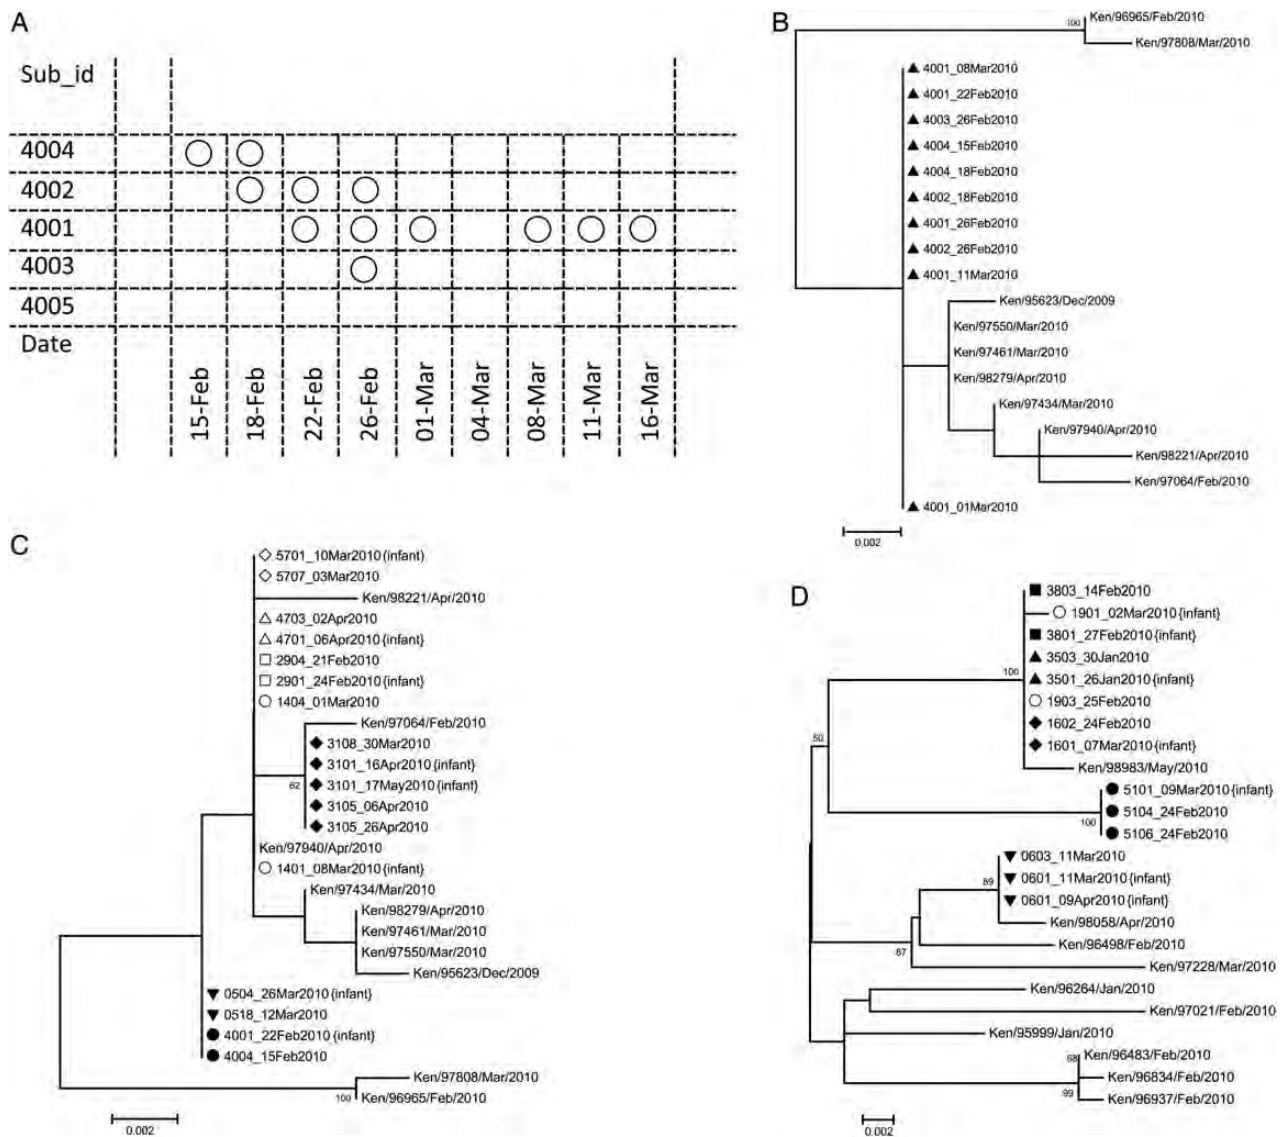 A
Sub_id
4004
4002
4001
4003
4005
Date
15-Feb
18-Feb
22-Feb
26-Feb
01-Mar
04-Mar
08-Mar
11-Mar
16-Mar
B
100
Ken/96965/Feb/2010
Ken/97808/Mar/2010
4001_08Mar2010
4001_22Feb2010
4003_26Feb2010
4004_15Feb2010
4004_18Feb2010
4002_18Feb2010
4001_26Feb2010
4002_26Feb2010
4001_11Mar2010
Ken/95623/Dec/2009
Ken/97550/Mar/2010
Ken/97461/Mar/2010
Ken/98279/Apr/2010
Ken/97434/Mar/2010
Ken/97940/Apr/2010
Ken/98221/Apr/2010
Ken/97064/Feb/2010
4001_01Mar2010
0.002
C
5701_10Mar2010{infant)
5707_03Mar2010
Ken/98221/Apr/2010
4703_02Apr2010
4701_06Apr2010{infant}
2904_21Feb2010
2901_24Feb2010{infant}
1404_01Mar2010
Ken/97064/Feb/2010
3108_30Mar2010
3101_16Apr2010{infant}
62
3101_17May2010{infant}
3105_06Apr2010
3105_26Apr2010
Ken/97940/Apr/2010
1401_08Mar2010{infant}
Ken/97434/Mar/2010
Ken/98279/Apr/2010
Ken/97461/Mar/2010
Ken/97550/Mar/2010
Ken/95623/Dec/2009
0504_26Mar2010{infant}
0518_12Mar2010
4001_22Feb2010{infant}
4004_15Feb2010
Ken/97808/Mar/2010
100
Ken/96965/Feb/2010
0.002
D
3803_14Feb2010
1901_02Mar2010{infant}
3801_27Feb2010{infant}
3503_30Jan2010
100
3501_26Jan2010{infant}
1903_25Feb2010
1602_24Feb2010
50
1601_07Mar2010{infant}
Ken/98983/May/2010
5101_09Mar2010{infant}
5104_24Feb2010
100
5106_24Feb2010
0603_11Mar2010
89
0601_11Mar2010{infant}
0601_09Apr2010{infant}
Ken/98058/Apr/2010
Ken/96498/Feb/2010
87
Ken/97228/Mar/2010
Ken/96264/Jan/2010
Ken/97021/Feb/2010
Ken/95999/Jan/2010
68
Ken/96483/Feb/2010
Ken/96834/Feb/2010
99
Ken/96937/Feb/2010
0.002